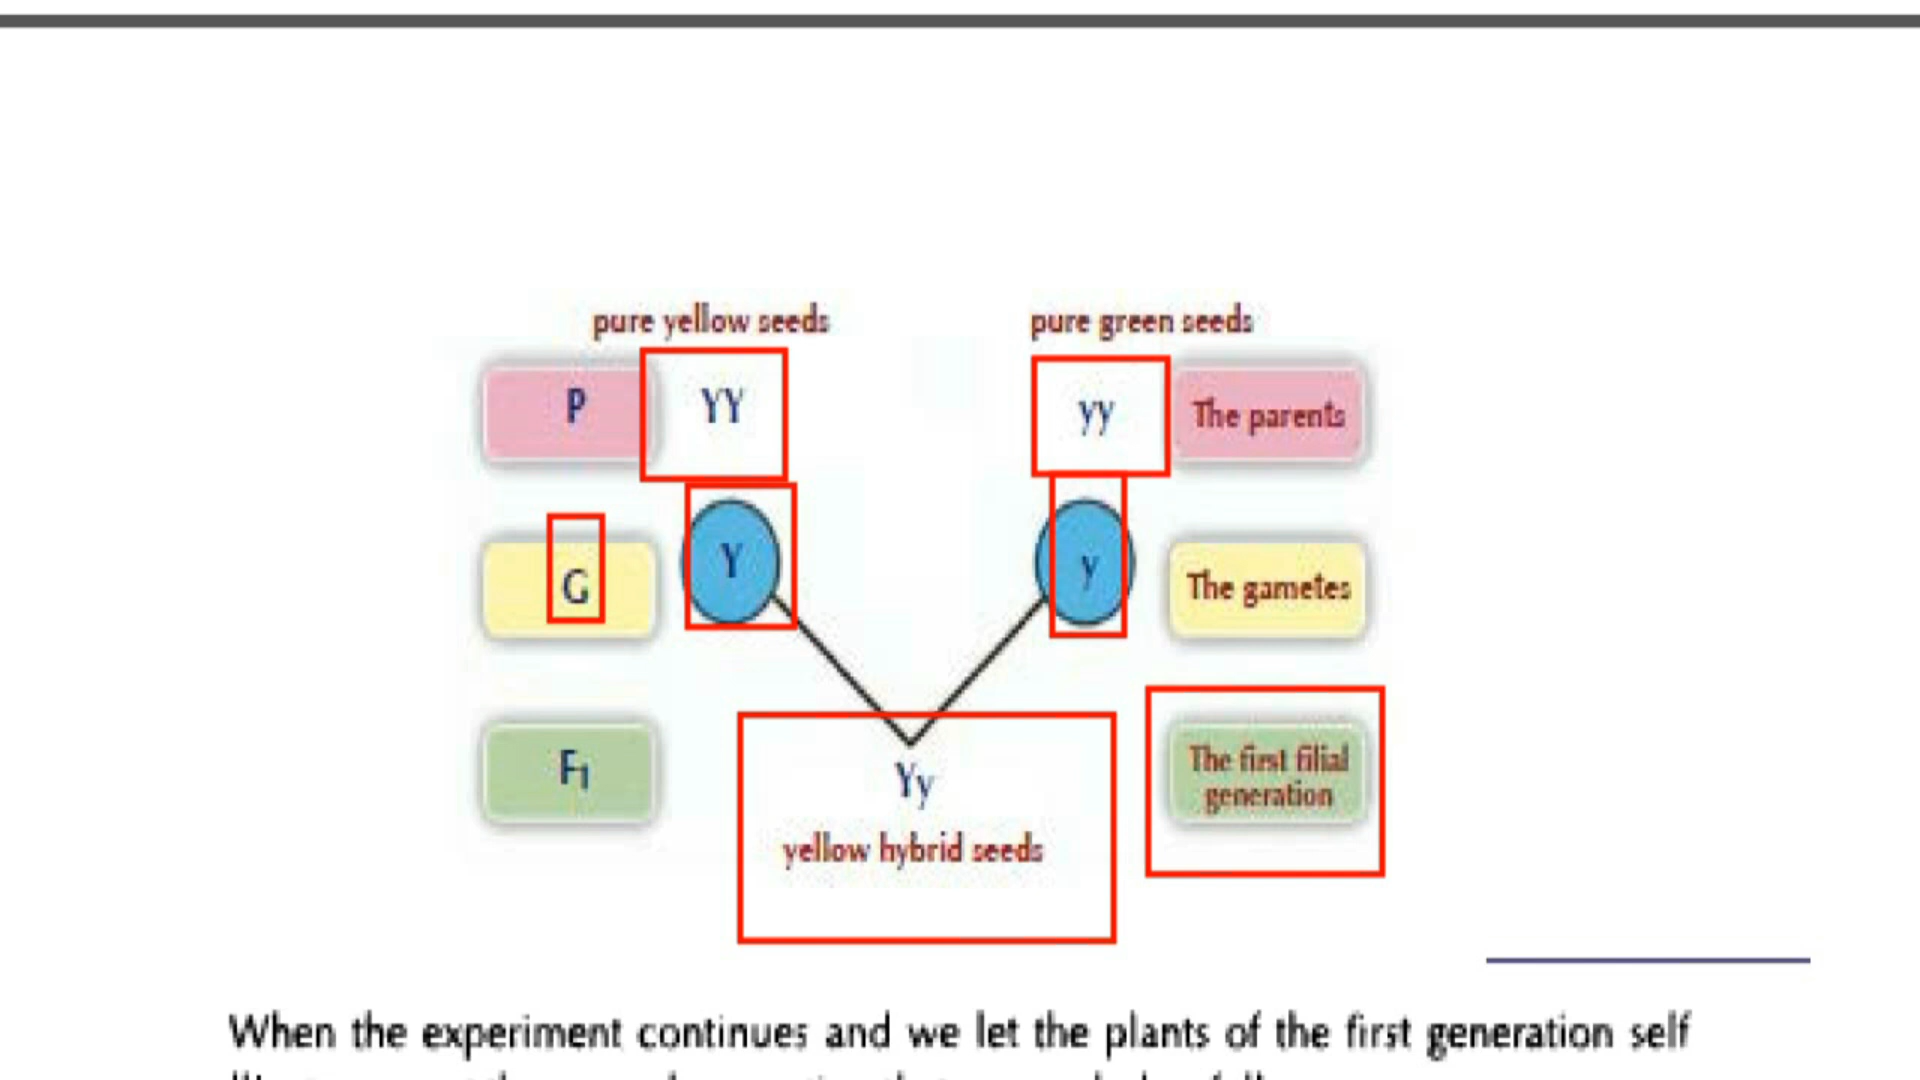 pure yellow seeds pure green seeds
P YY yy The parents
G Y y The gametes
F1 Yy The first filial
generation
yellow hybrid seeds
When the experiment continues and we let the plants of the first generation self